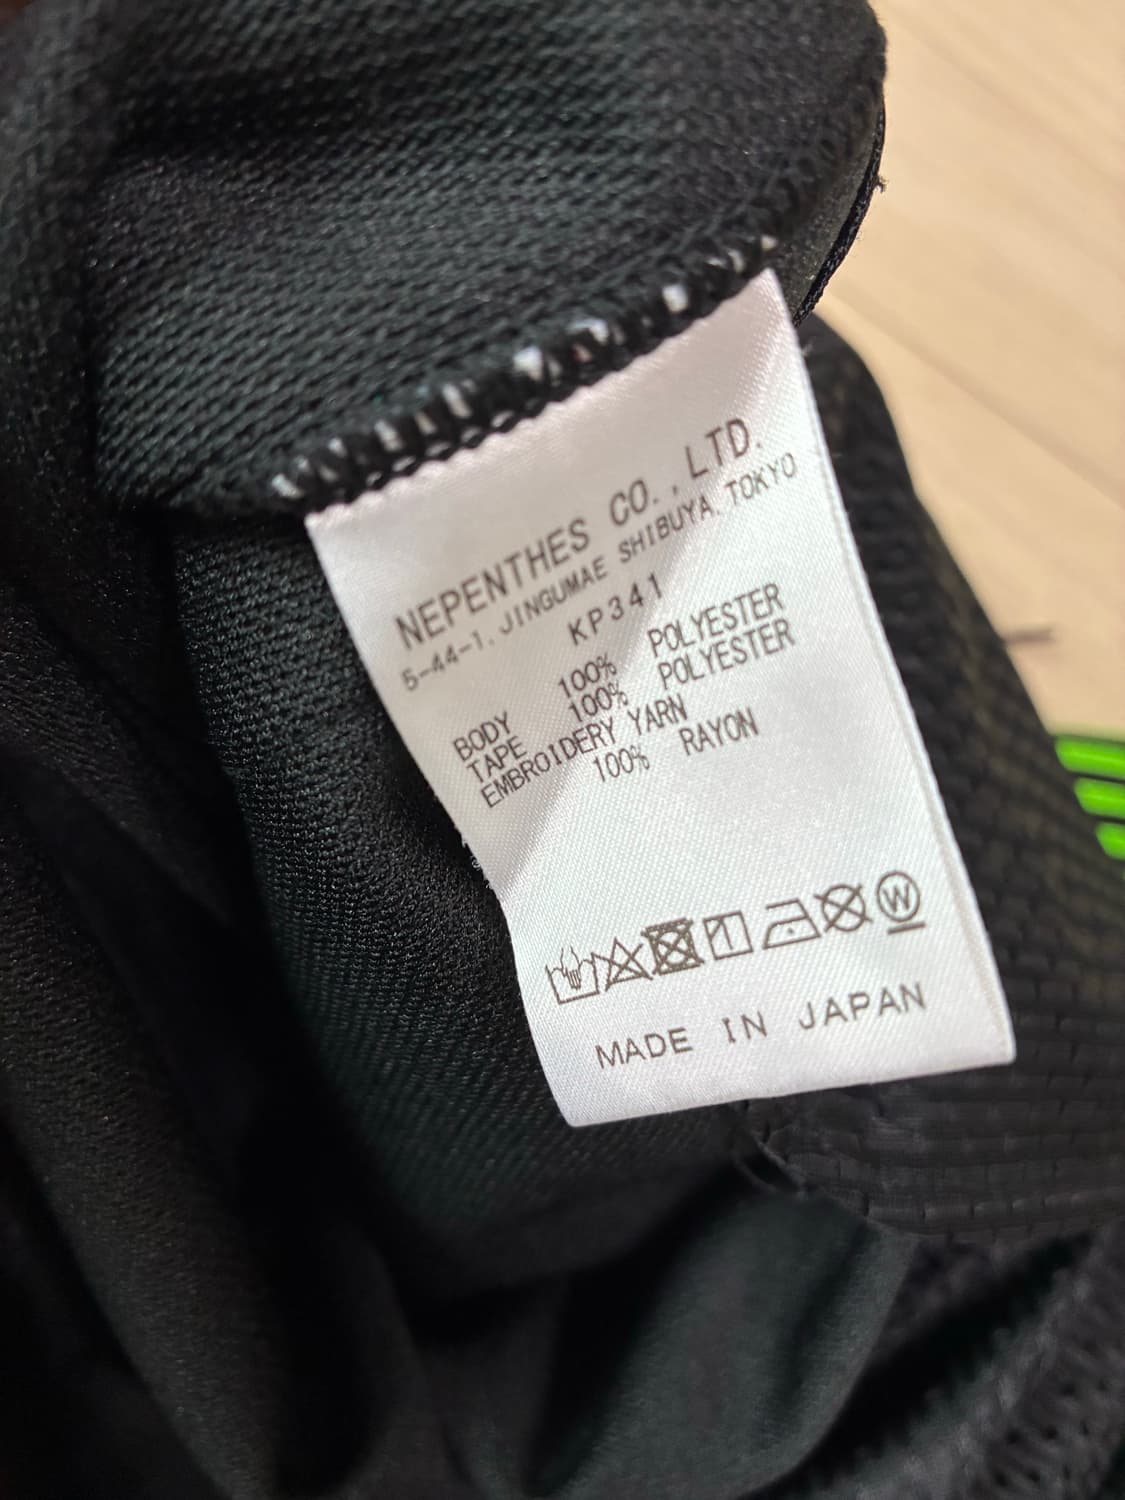 NEPENTHES CO.,LTD.
5-44-1, JINGUMAE SHIBUYA, TOKYO
KP341
BODY 100% POLYESTER
TAPE 100% POLYESTER
EMBROIDERY YARN
100% RAYON
W
MADE IN JAPAN